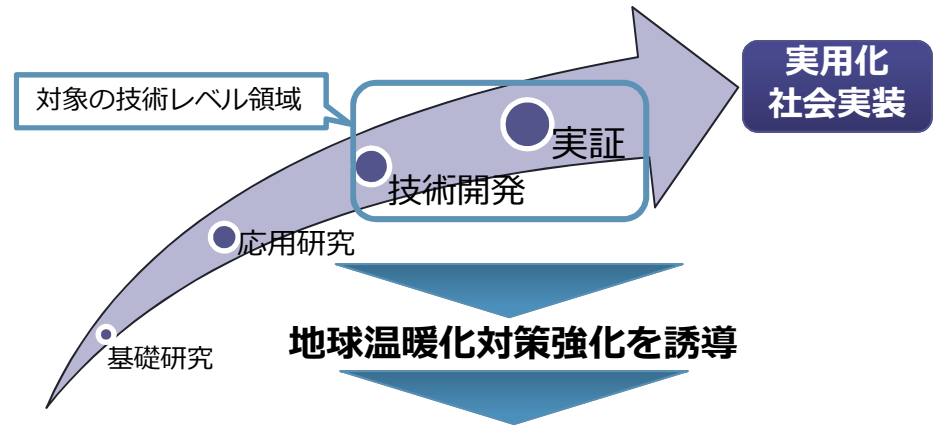 実用化
社会実装
対象の技術レベル領域
実証
技術開発
応用研究
基礎研究
地球温暖化対策強化を誘導